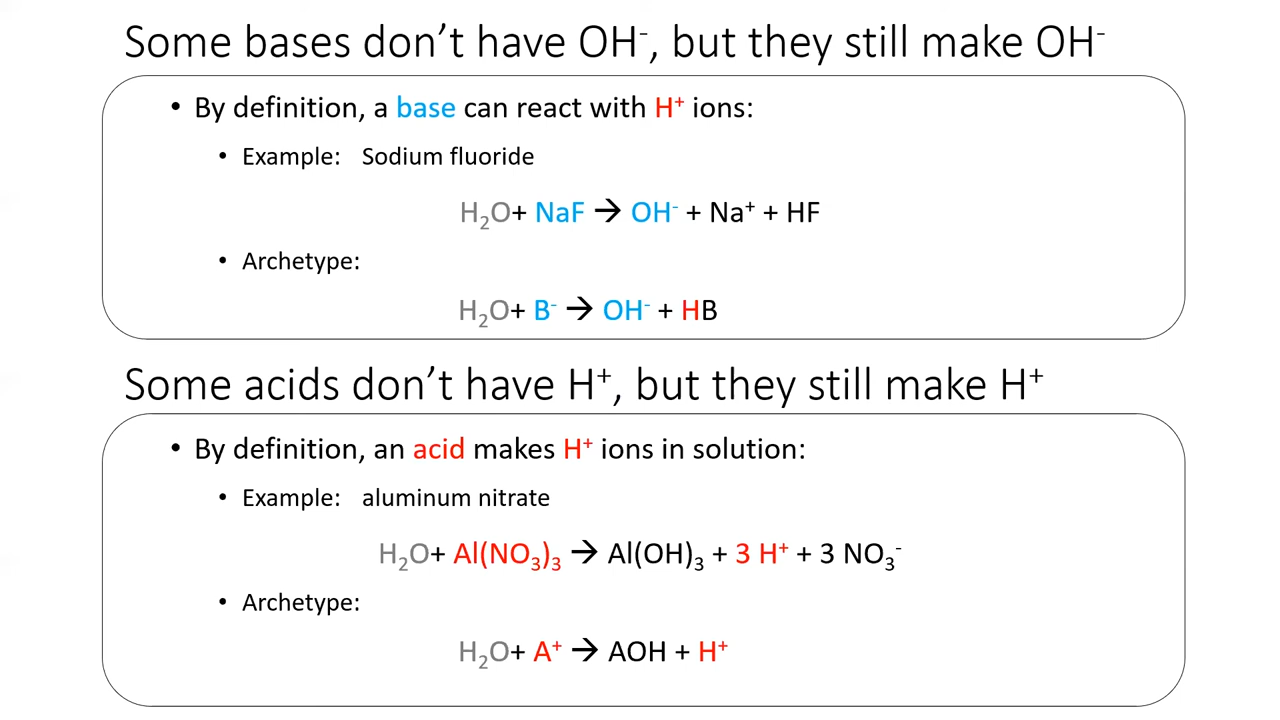 Some bases don’t have OH⁻, but they still make OH⁻
• By definition, a base can react with H⁺ ions:
• Example: Sodium fluoride
H₂O+ NaF → OH⁻ + Na⁺ + HF
• Archetype:
H₂O+ B⁻ → OH⁻ + HB
Some acids don’t have H⁺, but they still make H⁺
• By definition, an acid makes H⁺ ions in solution:
• Example: aluminum nitrate
H₂O+ Al(NO₃)₃ → Al(OH)₃ + 3 H⁺ + 3 NO₃⁻
• Archetype:
H₂O+ A⁺ → AOH + H⁺